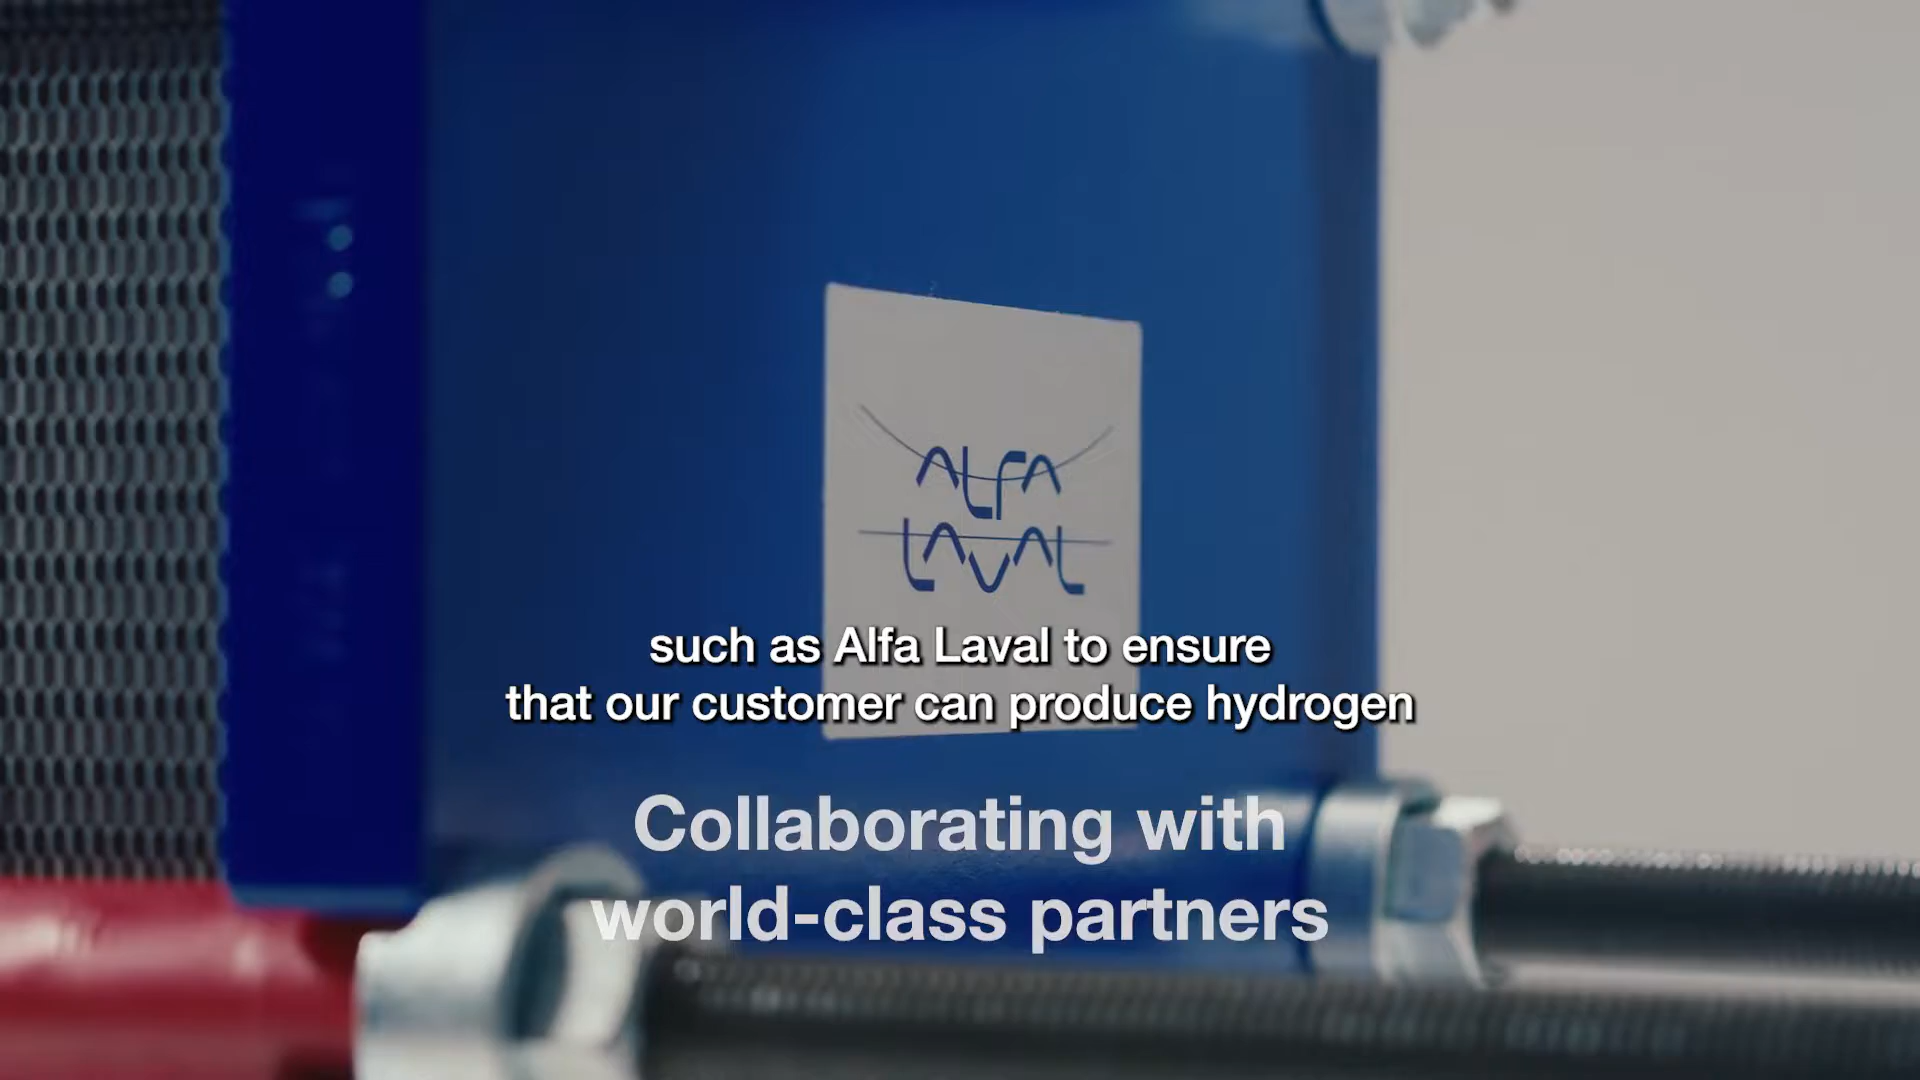 ALFA
LAVAL
such as Alfa Laval to ensure
that our customer can produce hydrogen
Collaborating with
world-class partners